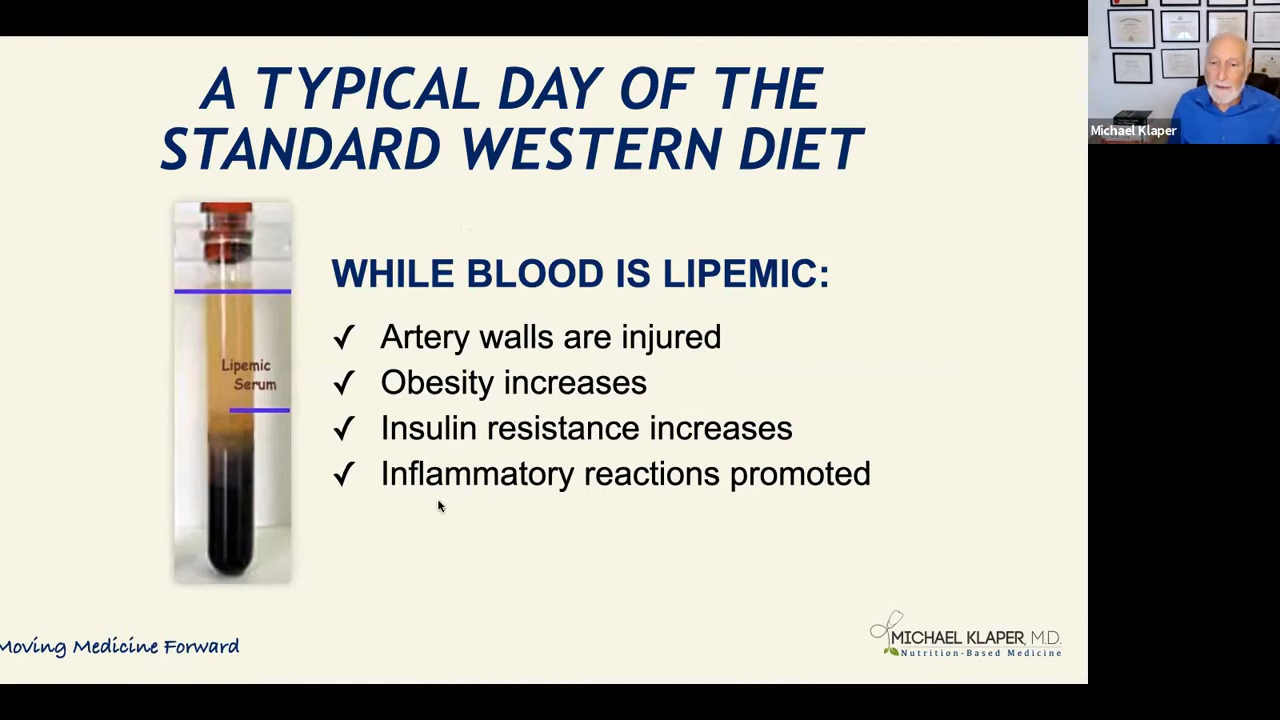 A TYPICAL DAY OF THE
STANDARD WESTERN DIET
Michael Klaper
Lipemic
Serum
WHILE BLOOD IS LIPEMIC:
✓ Artery walls are injured
✓ Obesity increases
✓ Insulin resistance increases
✓ Inflammatory reactions promoted
Moving Medicine Forward
MICHAEL KLAPER, M.D.
Nutrition-Based Medicine